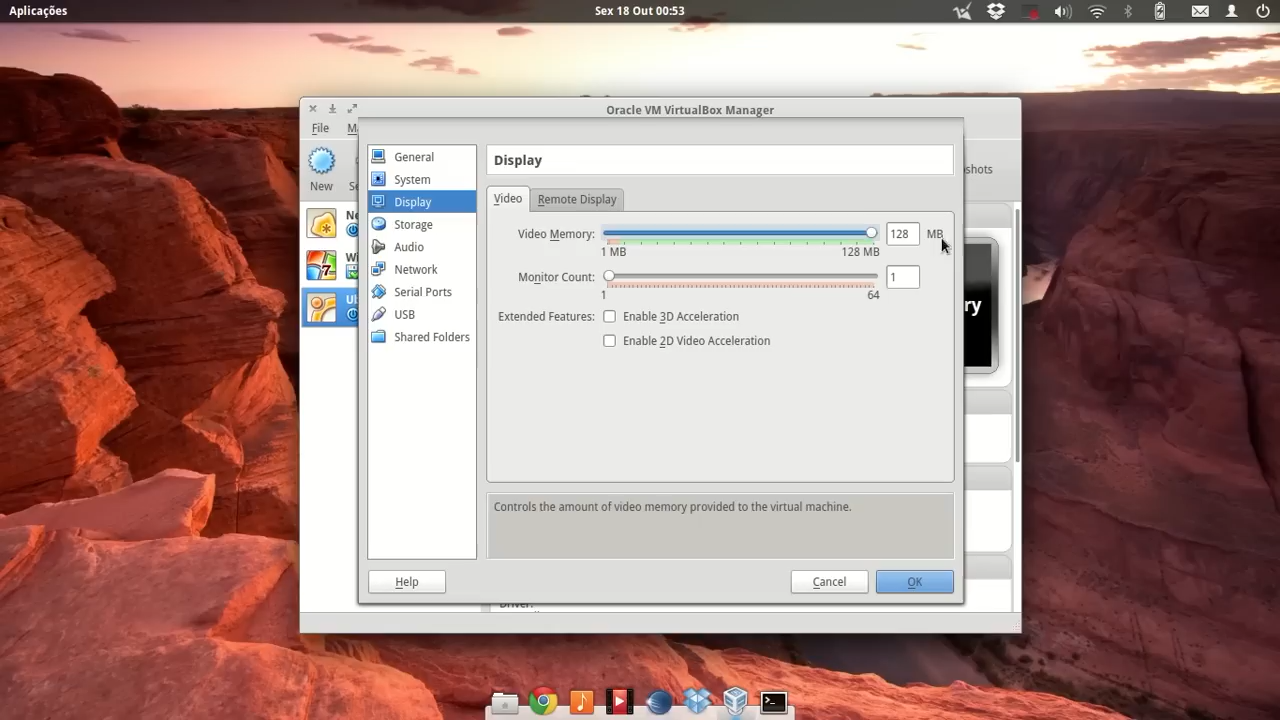 Aplicações
Sex 18 Out 00:53
Oracle VM VirtualBox Manager
File
New
shots
General
System
Display
Storage
Audio
Network
Serial Ports
USB
Shared Folders
Display
Video
Remote Display
Video Memory:
128
MB
1 MB
128 MB
Monitor Count:
1
1
64
Extended Features:
Enable 3D Acceleration
Enable 2D Video Acceleration
ry
Controls the amount of video memory provided to the virtual machine.
Help
Cancel
OK